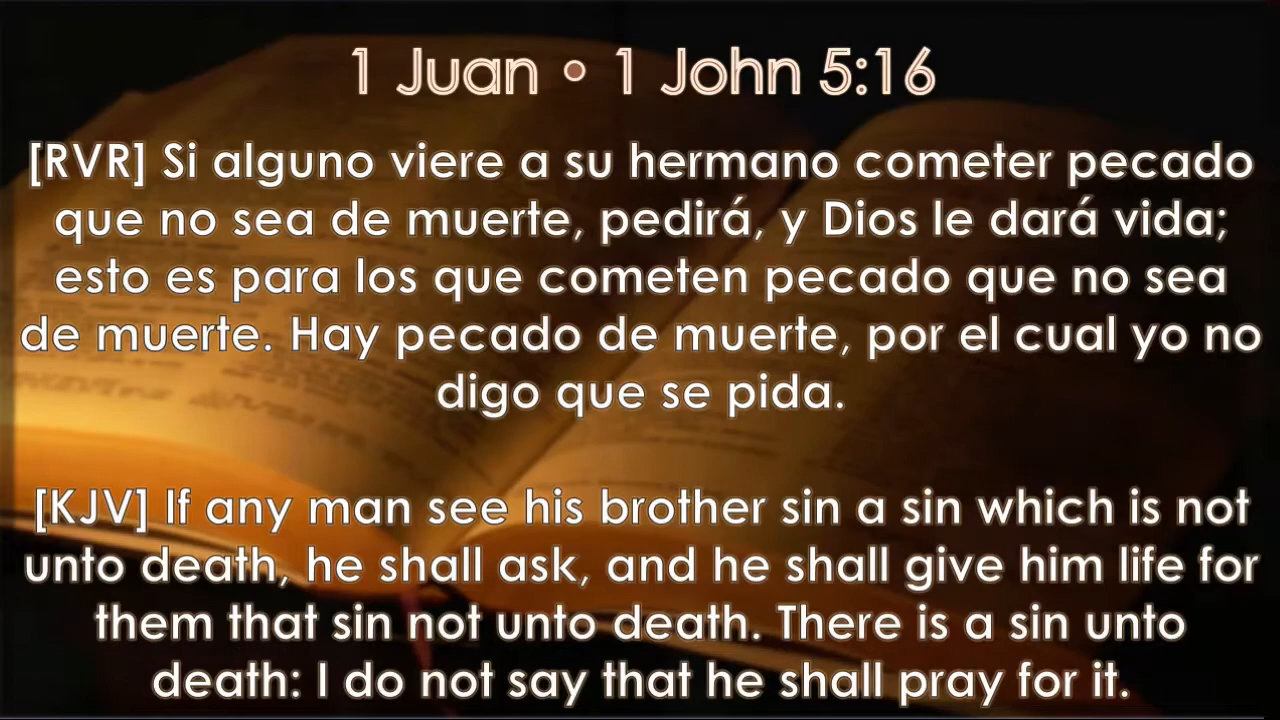 1 Juan • 1 John 5:16
[RVR] Si alguno viere a su hermano cometer pecado
que no sea de muerte, pedirá, y Dios le dará vida;
esto es para los que cometen pecado que no sea
de muerte. Hay pecado de muerte, por el cual yo no
digo que se pida.
[KJV] If any man see his brother sin a sin which is not
unto death, he shall ask, and he shall give him life for
them that sin not unto death. There is a sin unto
death: I do not say that he shall pray for it.